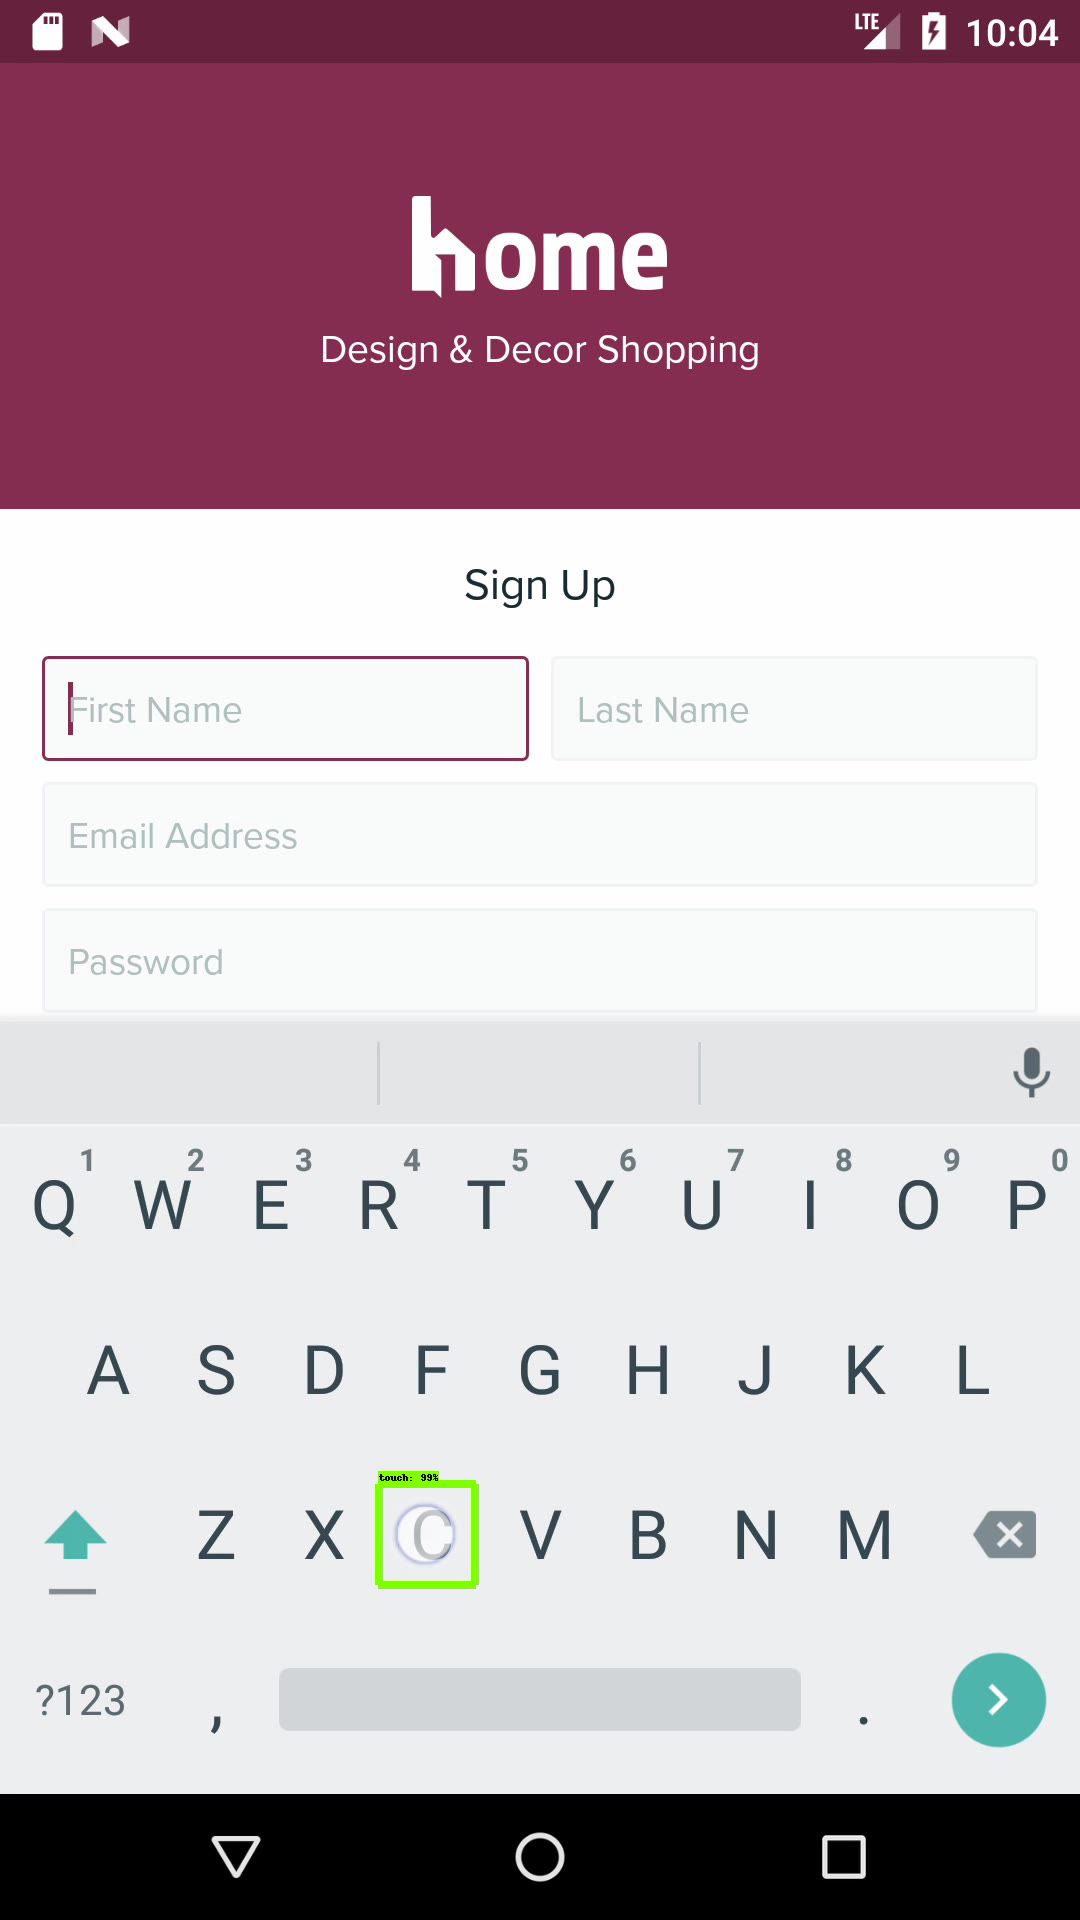 LTE 10:04
home
Design & Decor Shopping
Sign Up
First Name Last Name
Email Address
Password
1 2 3 4 5 6 7 8 9 0
Q W E R T Y U I O P
A S D F G H J K L
touch: 99%
Z X C V B N M
?123 , .